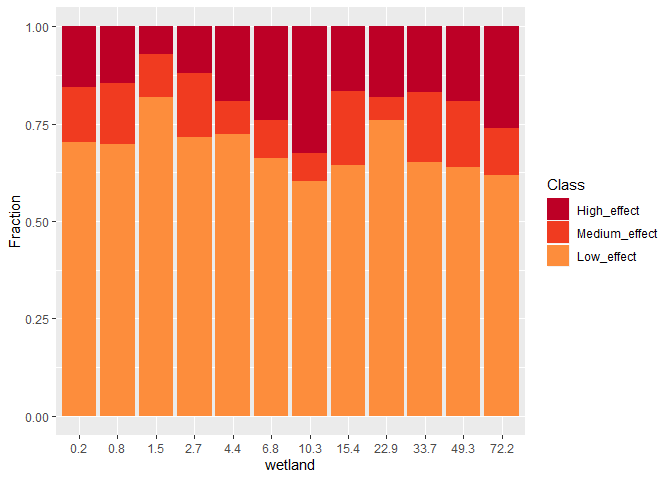 1.00
0.75
0.50
0.25
0.00
Fraction
0.2 0.8 1.5 2.7 4.4 6.8 10.3 15.4 22.9 33.7 49.3 72.2
wetland
Class
High_effect
Medium_effect
Low_effect